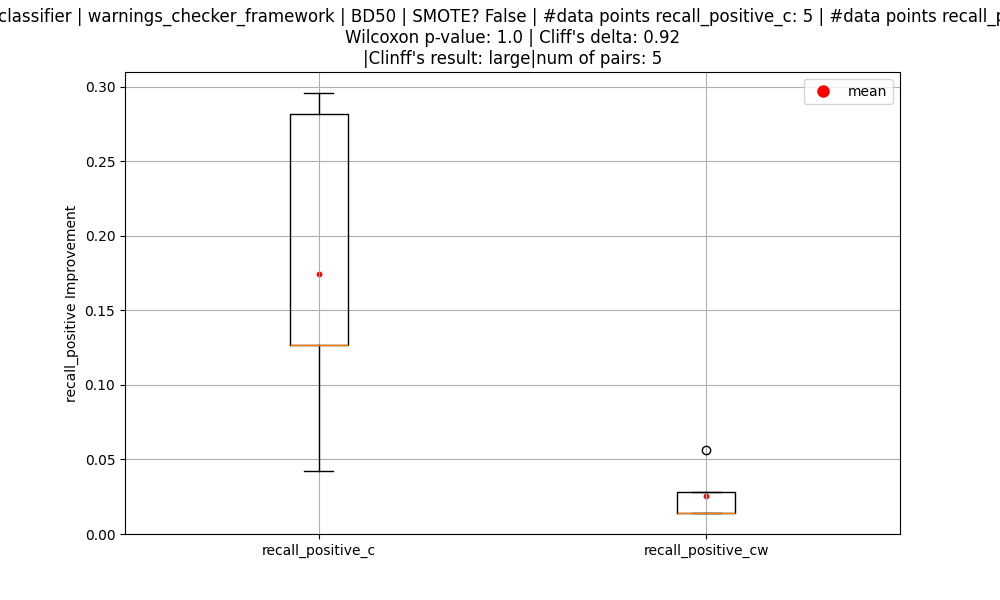 classifier | warnings_checker_framework | BD50 | SMOTE? False | #data points recall_positive_c: 5 | #data points
Wilcoxon p-value: 1.0 | Cliff's delta: 0.92
|Clinff's result: large|num of pairs: 5
mean
0.30
0.25
0.20
0.15
0.10
0.05
0.00
recall_positive Improvement
recall_positive_c
recall_positive_cw